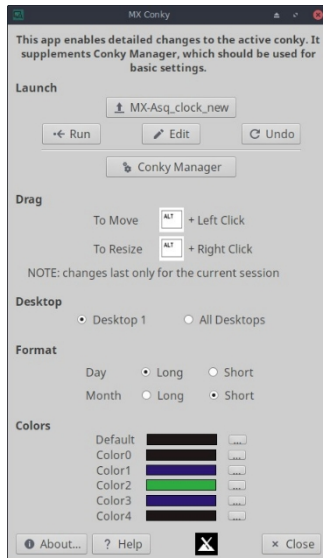 MX Conky
This app enables detailed changes to the active conky. It
supplements Conky Manager, which should be used for
basic settings.
Launch
MX-Asq_clock_new
Run Edit Undo
Conky Manager
Drag
To Move ALT + Left Click
To Resize ALT + Right Click
NOTE: changes last only for the current session
Desktop
Desktop 1 All Desktops
Format
Day Long Short
Month Long Short
Colors
Default ...
Color0 ...
Color1 ...
Color2 ...
Color3 ...
Color4 ...
About... ? Help × Close